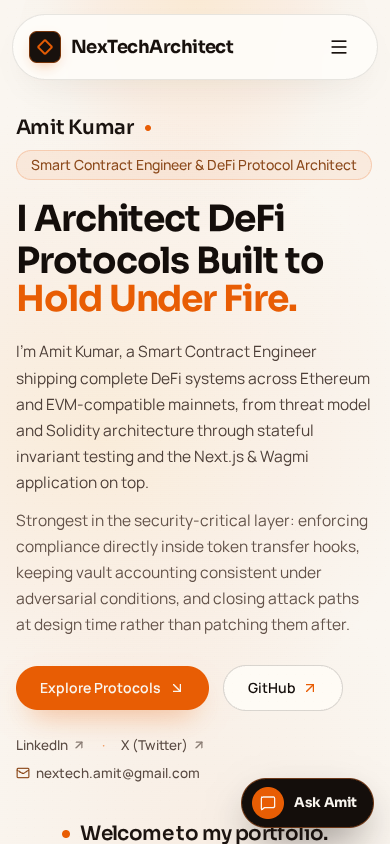 NexTechArchitect
Amit Kumar
Smart Contract Engineer & DeFi Protocol Architect
I Architect DeFi
Protocols Built to
Hold Under Fire.
I'm Amit Kumar, a Smart Contract Engineer
shipping complete DeFi systems across Ethereum
and EVM-compatible mainnets, from threat model
and Solidity architecture through stateful
invariant testing and the Next.js & Wagmi
application on top.
Strongest in the security-critical layer: enforcing
compliance directly inside token transfer hooks,
keeping vault accounting consistent under
adversarial conditions, and closing attack paths
at design time rather than patching them after.
Explore Protocols
GitHub
LinkedIn · X (Twitter)
nextech.amit@gmail.com
Ask Amit
Welcome to my portfolio.